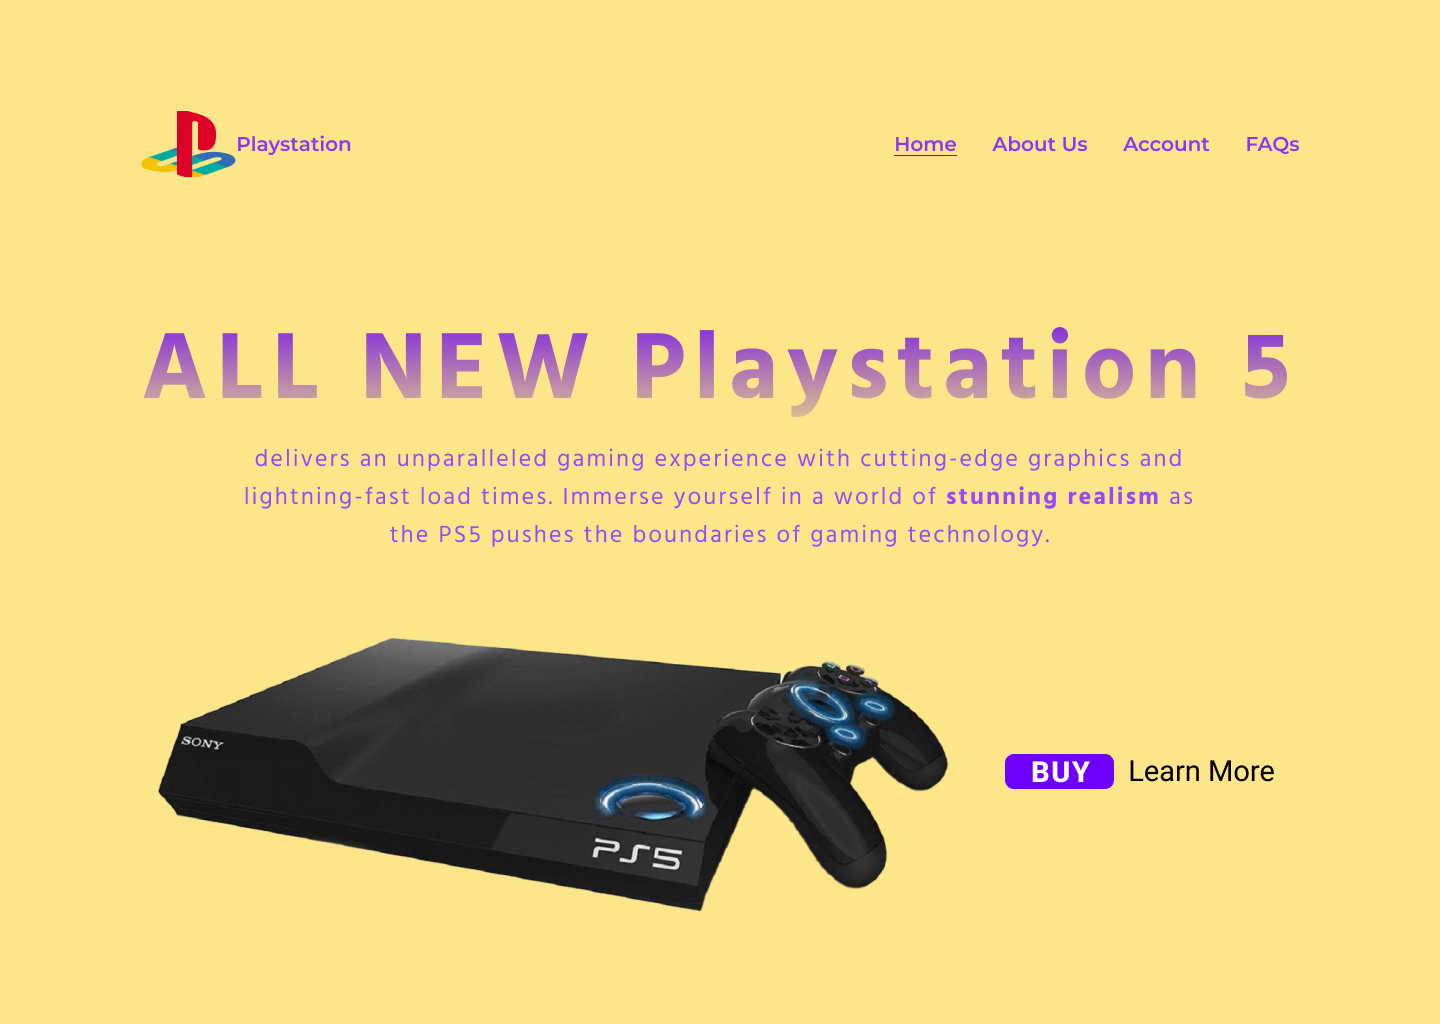 Playstation
Home About Us Account FAQs
ALL NEW Playstation 5
delivers an unparalleled gaming experience with cutting-edge graphics and
lightning-fast load times. Immerse yourself in a world of stunning realism as
the PS5 pushes the boundaries of gaming technology.
SONY
PS5
BUY Learn More